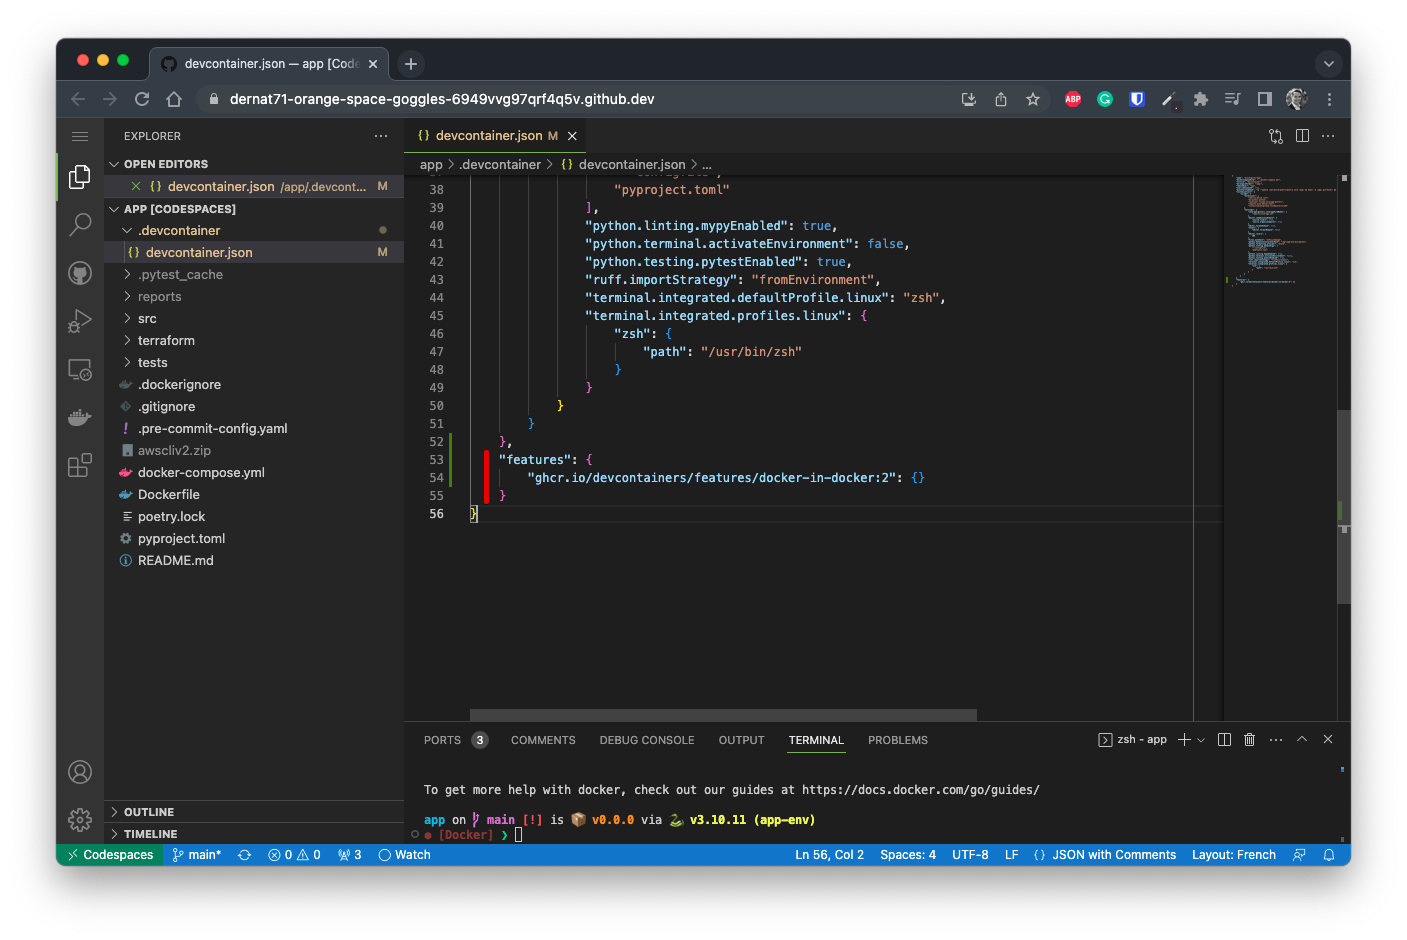 devcontainer.json — app [Code
dernat71-orange-space-goggles-6949vvg97qrf4q5v.github.dev
ABP
EXPLORER
OPEN EDITORS
{} devcontainer.json /app/.devcont... M
APP [CODESPACES]
.devcontainer
{} devcontainer.json M
.pytest_cache
reports
src
terraform
tests
.dockerignore
.gitignore
! .pre-commit-config.yaml
awscliv2.zip
docker-compose.yml
Dockerfile
poetry.lock
pyproject.toml
README.md
OUTLINE
TIMELINE
{} devcontainer.json M
app > .devcontainer > {} devcontainer.json > ...
38 "pyproject.toml"
39 ],
40 "python.linting.mypyEnabled": true,
41 "python.terminal.activateEnvironment": false,
42 "python.testing.pytestEnabled": true,
43 "ruff.importStrategy": "fromEnvironment",
44 "terminal.integrated.defaultProfile.linux": "zsh",
45 "terminal.integrated.profiles.linux": {
46 "zsh": {
47 "path": "/usr/bin/zsh"
48 }
49 }
50 }
51 }
52 },
53 "features": {
54 "ghcr.io/devcontainers/features/docker-in-docker:2": {}
55 }
56 }
PORTS 3 COMMENTS DEBUG CONSOLE OUTPUT TERMINAL PROBLEMS zsh - app
To get more help with docker, check out our guides at https://docs.docker.com/go/guides/
app on main [!] is 📦 v0.0.0 via 🐍 v3.10.11 (app-env)
[Docker] ❯
Codespaces main* 0 0 3 Watch Ln 56, Col 2 Spaces: 4 UTF-8 LF {} JSON with Comments Layout: French